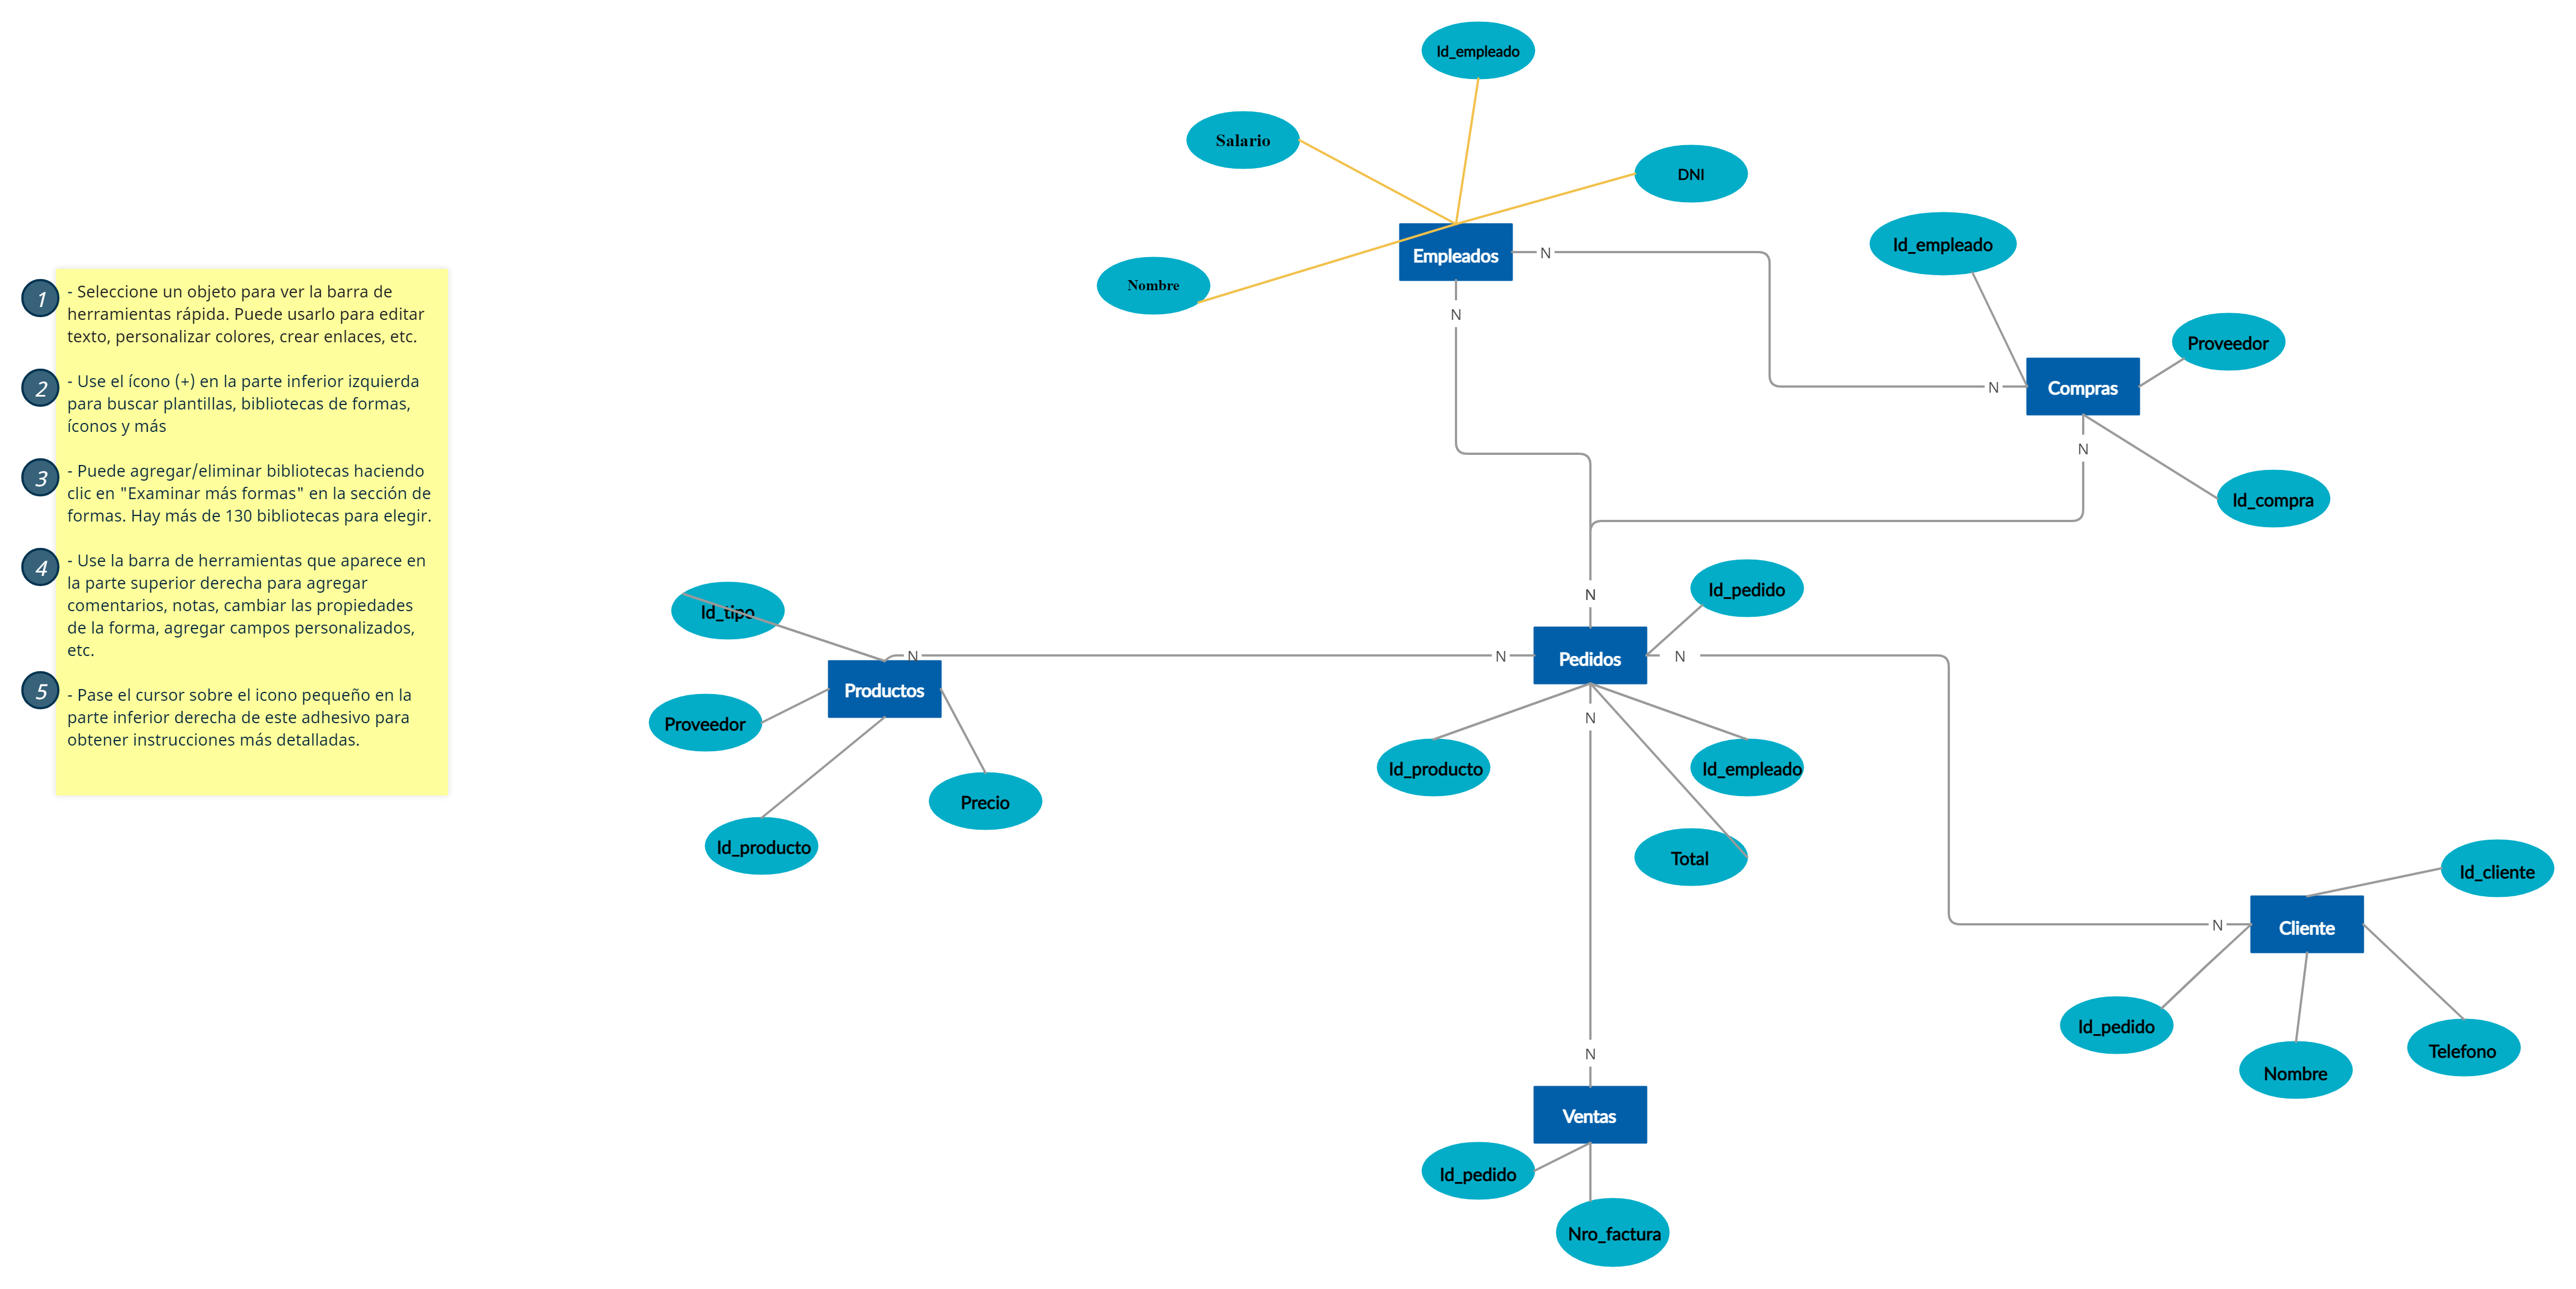 1
- Seleccione un objeto para ver la barra de
herramientas rápida. Puede usarlo para editar
texto, personalizar colores, crear enlaces, etc.
2
- Use el ícono (+) en la parte inferior izquierda
para buscar plantillas, bibliotecas de formas,
íconos y más
3
- Puede agregar/eliminar bibliotecas haciendo
clic en "Examinar más formas" en la sección de
formas. Hay más de 130 bibliotecas para elegir.
4
- Use la barra de herramientas que aparece en
la parte superior derecha para agregar
comentarios, notas, cambiar las propiedades
de la forma, agregar campos personalizados,
etc.
5
- Pase el cursor sobre el icono pequeño en la
parte inferior derecha de este adhesivo para
obtener instrucciones más detalladas.
Id_empleado
Salario
DNI
Nombre
Empleados
N
N
Id_empleado
Proveedor
N
Compras
N
Id_compra
N
Id_pedido
Id_tipo
N
N
Pedidos
N
Productos
Proveedor
N
Id_producto
Id_empleado
Precio
Id_producto
Total
Id_cliente
N
Cliente
Id_pedido
Nombre
Telefono
N
Ventas
Id_pedido
Nro_factura